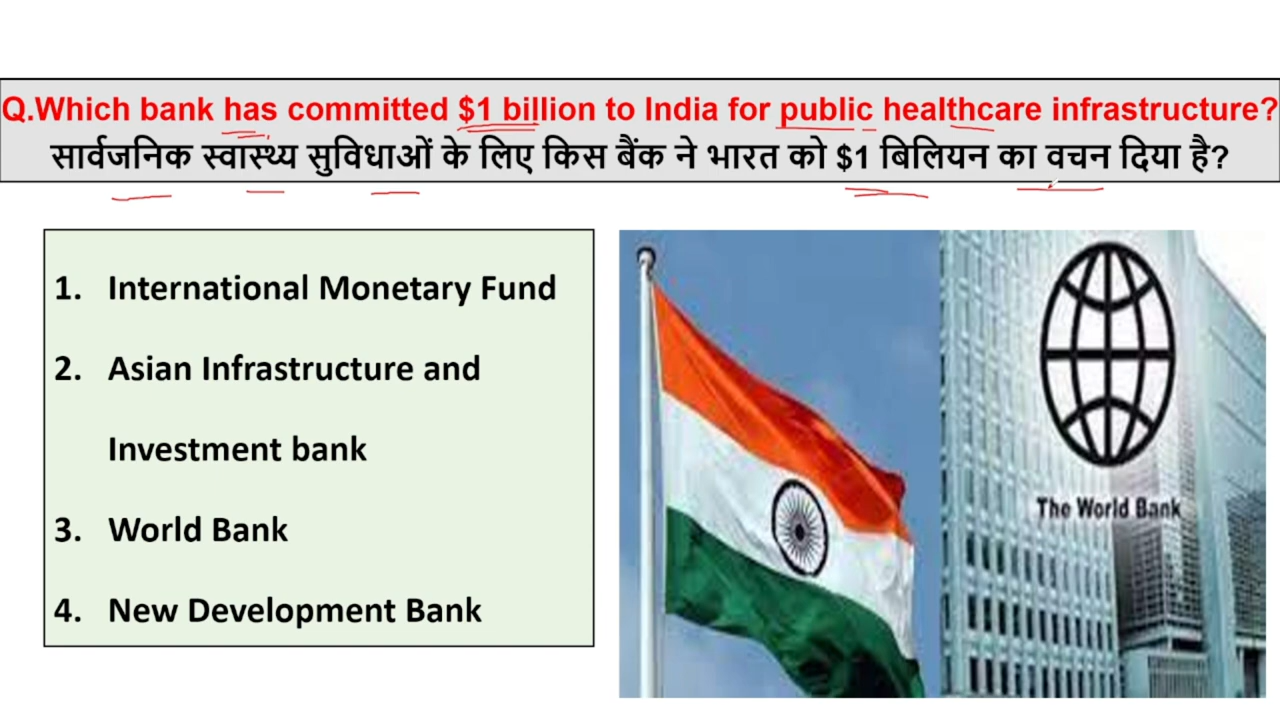 Q.Which bank has committed $1 billion to India for public healthcare infrastructure?
सार्वजनिक स्वास्थ्य सुविधाओं के लिए किस बैंक ने भारत को $1 बिलियन का वचन दिया है?
1. International Monetary Fund
2. Asian Infrastructure and
Investment bank
3. World Bank
4. New Development Bank
The World Bank